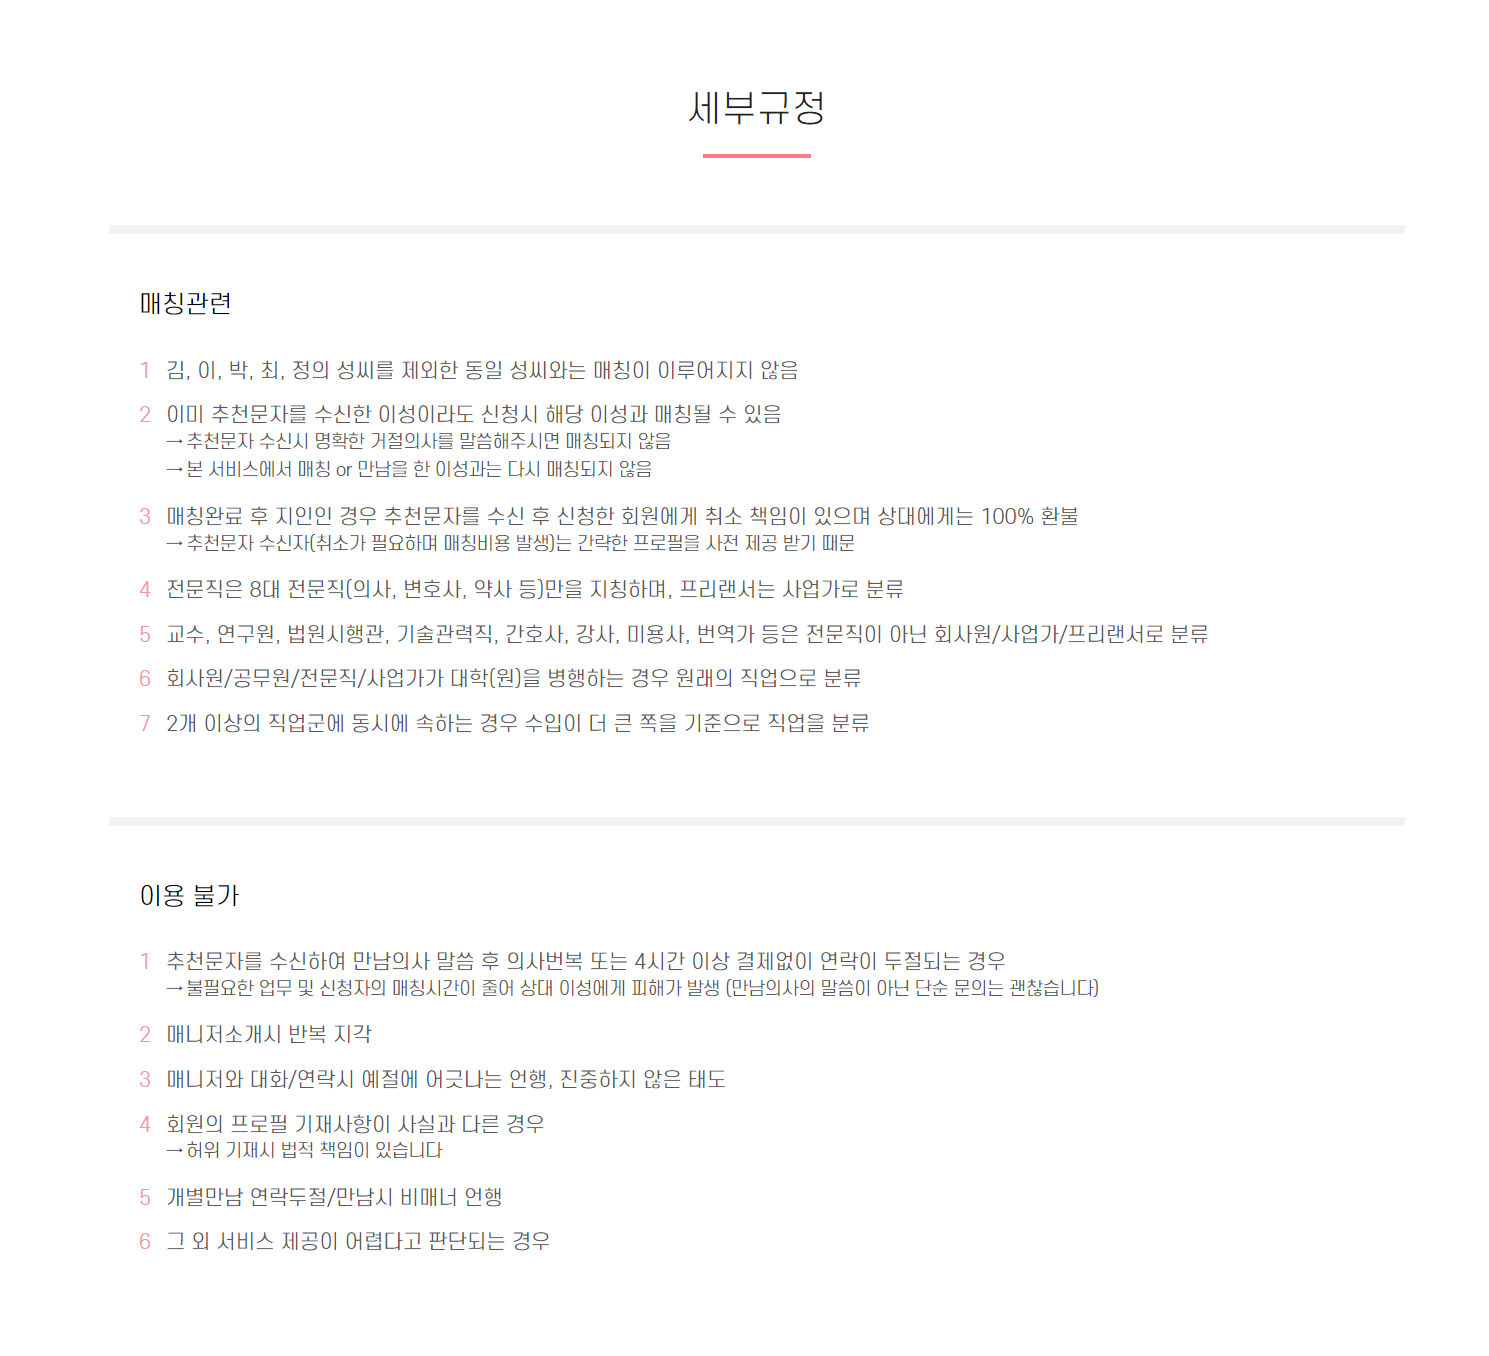 세부규정
매칭관련
1 김, 이, 박, 최, 정의 성씨를 제외한 동일 성씨와는 매칭이 이루어지지 않음
2 이미 추천문자를 수신한 이성이라도 신청시 해당 이성과 매칭될 수 있음
→ 추천문자 수신시 명확한 거절의사를 말씀해주시면 매칭되지 않음
→ 본 서비스에서 매칭 or 만남을 한 이성과는 다시 매칭되지 않음
3 매칭완료 후 지인인 경우 추천문자를 수신 후 신청한 회원에게 취소 책임이 있으며 상대에게는 100% 환불
→ 추천문자 수신자(취소가 필요하며 매칭비용 발생)는 간략한 프로필을 사전 제공 받기 때문
4 전문직은 8대 전문직(의사, 변호사, 약사 등)만을 지칭하며, 프리랜서는 사업가로 분류
5 교수, 연구원, 법원시행관, 기술관력직, 간호사, 강사, 미용사, 번역가 등은 전문직이 아닌 회사원/사업가/프리랜서로 분류
6 회사원/공무원/전문직/사업가가 대학(원)을 병행하는 경우 원래의 직업으로 분류
7 2개 이상의 직업군에 동시에 속하는 경우 수입이 더 큰 쪽을 기준으로 직업을 분류
이용 불가
1 추천문자를 수신하여 만남의사 말씀 후 의사번복 또는 4시간 이상 결제없이 연락이 두절되는 경우
→ 불필요한 업무 및 신청자의 매칭시간이 줄어 상대 이성에게 피해가 발생 (만남의사의 말씀이 아닌 단순 문의는 괜찮습니다)
2 매니저소개시 반복 지각
3 매니저와 대화/연락시 예절에 어긋나는 언행, 진중하지 않은 태도
4 회원의 프로필 기재사항이 사실과 다른 경우
→ 허위 기재시 법적 책임이 있습니다
5 개별만남 연락두절/만남시 비매너 언행
6 그 외 서비스 제공이 어렵다고 판단되는 경우